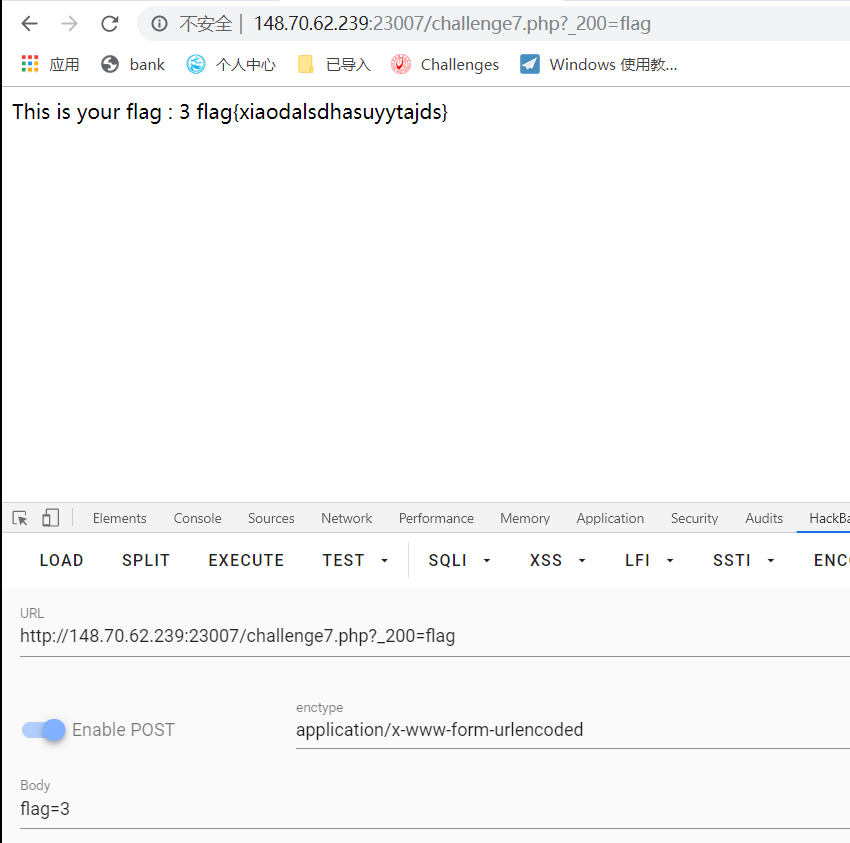 不安全 | 148.70.62.239:23007/challenge7.php?_200=flag
应用 bank 个人中心 已导入 Challenges Windows 使用教...
This is your flag : 3 flag{xiaodalsdhasuyytajds}
Elements Console Sources Network Performance Memory Application Security Audits HackBa
LOAD SPLIT EXECUTE TEST SQLI XSS LFI SSTI ENCO
URL
http://148.70.62.239:23007/challenge7.php?_200=flag
enctype
Enable POST application/x-www-form-urlencoded
Body
flag=3